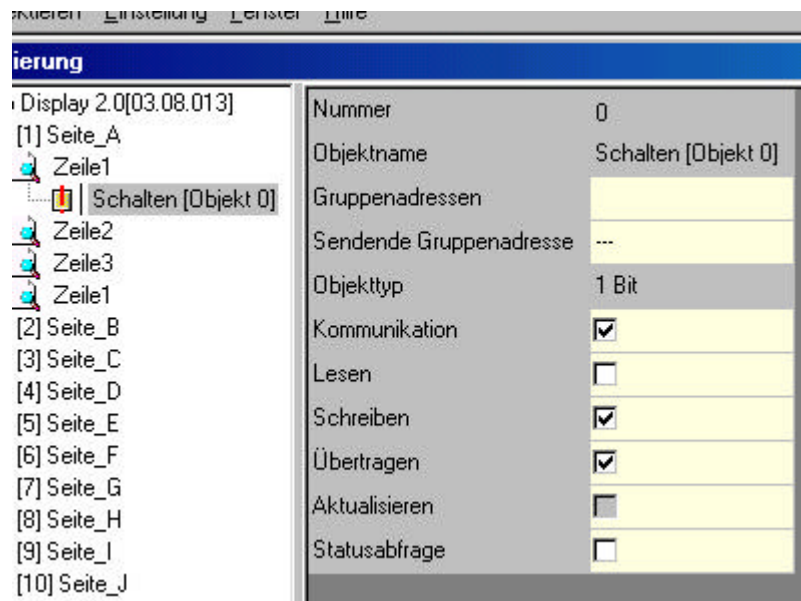 Einstellung Fenster Hilfe
ierung
Display 2.0[03.08.013]
[1] Seite_A
Zeile1
Schalten [Objekt 0]
Zeile2
Zeile3
Zeile1
[2] Seite_B
[3] Seite_C
[4] Seite_D
[5] Seite_E
[6] Seite_F
[7] Seite_G
[8] Seite_H
[9] Seite_I
[10] Seite_J
Nummer 0
Objektname Schalten [Objekt 0]
Gruppenadressen
Sendende Gruppenadresse ---
Objekttyp 1 Bit
Kommunikation
Lesen
Schreiben
Übertragen
Aktualisieren
Statusabfrage